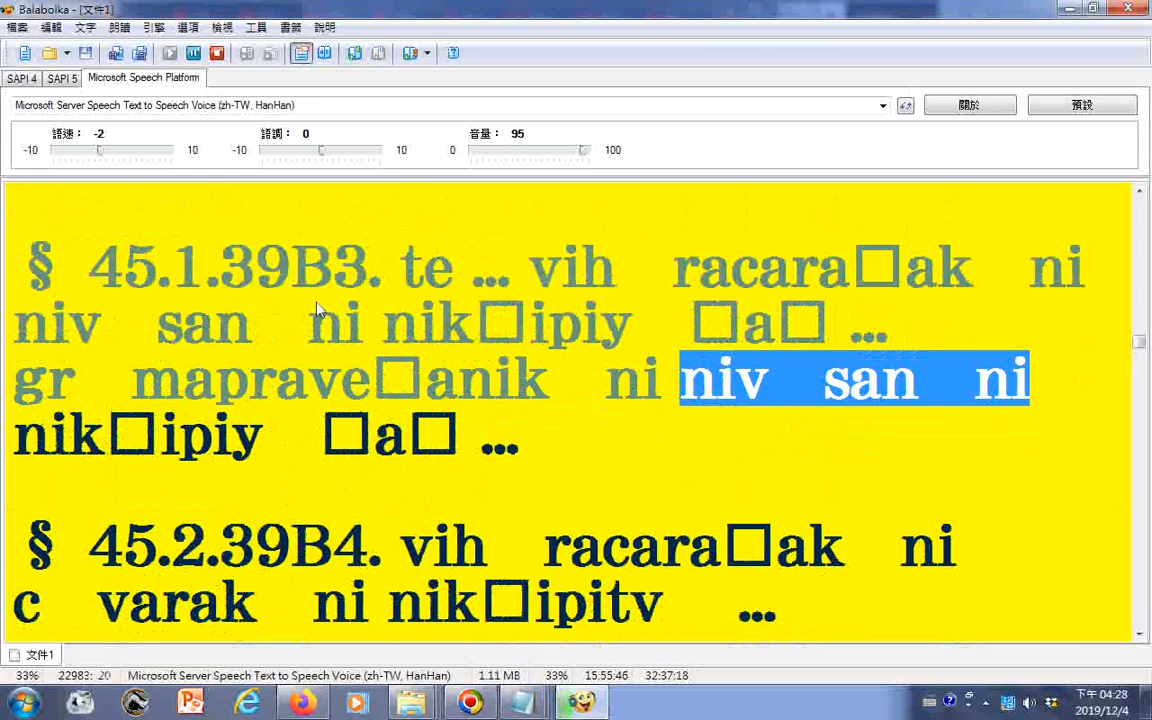 Balabolka - [文件1]
檔案 編輯 文字 朗讀 引擎 選項 檢視 工具 書籤 說明
SAPI 4 SAPI 5 Microsoft Speech Platform
Microsoft Server Speech Text to Speech Voice (zh-TW, HanHan)
關於 預設
語速： -2 語調： 0 音量： 95
-10 10 -10 10 0 100
§ 45.1.39B3. te ... vih racara□ak ni
niv san ni nik□ipiy □a□ ...
gr maprave□anik ni niv san ni
nik□ipiy □a□ ...
§ 45.2.39B4. vih racara□ak ni
c varak ni nik□ipitv ...
文件1
33% 22983: 20 Microsoft Server Speech Text to Speech Voice (zh-TW, HanHan) 1.11 MB 33% 15:55:46 32:37:18
下午 04:28
2019/12/4